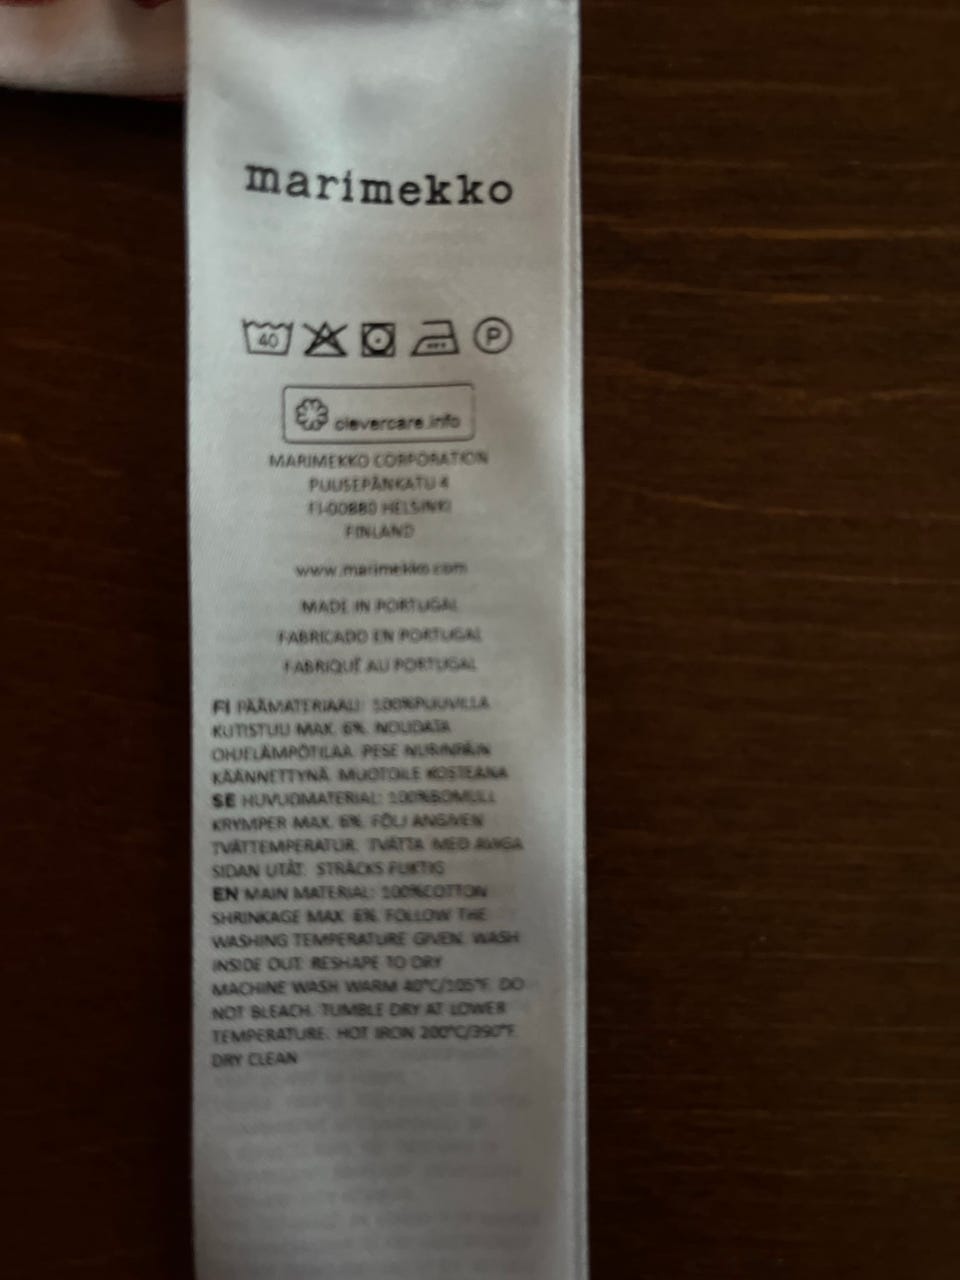 marimekko
40 P
clevercare.info
MARIMEKKO CORPORATION
PUUSEPÄNKATU 4
FI-00880 HELSINKI
FINLAND
www.marimekko.com
MADE IN PORTUGAL
FABRICADO EN PORTUGAL
FABRIQUÉ AU PORTUGAL
FI PÄÄMATERIAALI: 100%PUUVILLA
KUTISTUU MAX. 6%. NOUDATA
OHJELÄMPÖTILAA. PESE NURINPÄIN
KÄÄNNETTYNÄ. MUOTOILE KOSTEANA
SE HUVUDMATERIAL: 100%BOMULL
KRYMPER MAX. 6%. FÖLJ ANGIVEN
TVÄTTEMPERATUR. TVÄTTA MED AVIGA
SIDAN UTÅT. STRÄCKS FUKTIG
EN MAIN MATERIAL: 100%COTTON
SHRINKAGE MAX 6%. FOLLOW THE
WASHING TEMPERATURE GIVEN. WASH
INSIDE OUT. RESHAPE TO DRY
MACHINE WASH WARM 40°C/105°F. DO
NOT BLEACH. TUMBLE DRY AT LOWER
TEMPERATURE. HOT IRON 200°C/390°F.
DRY CLEAN